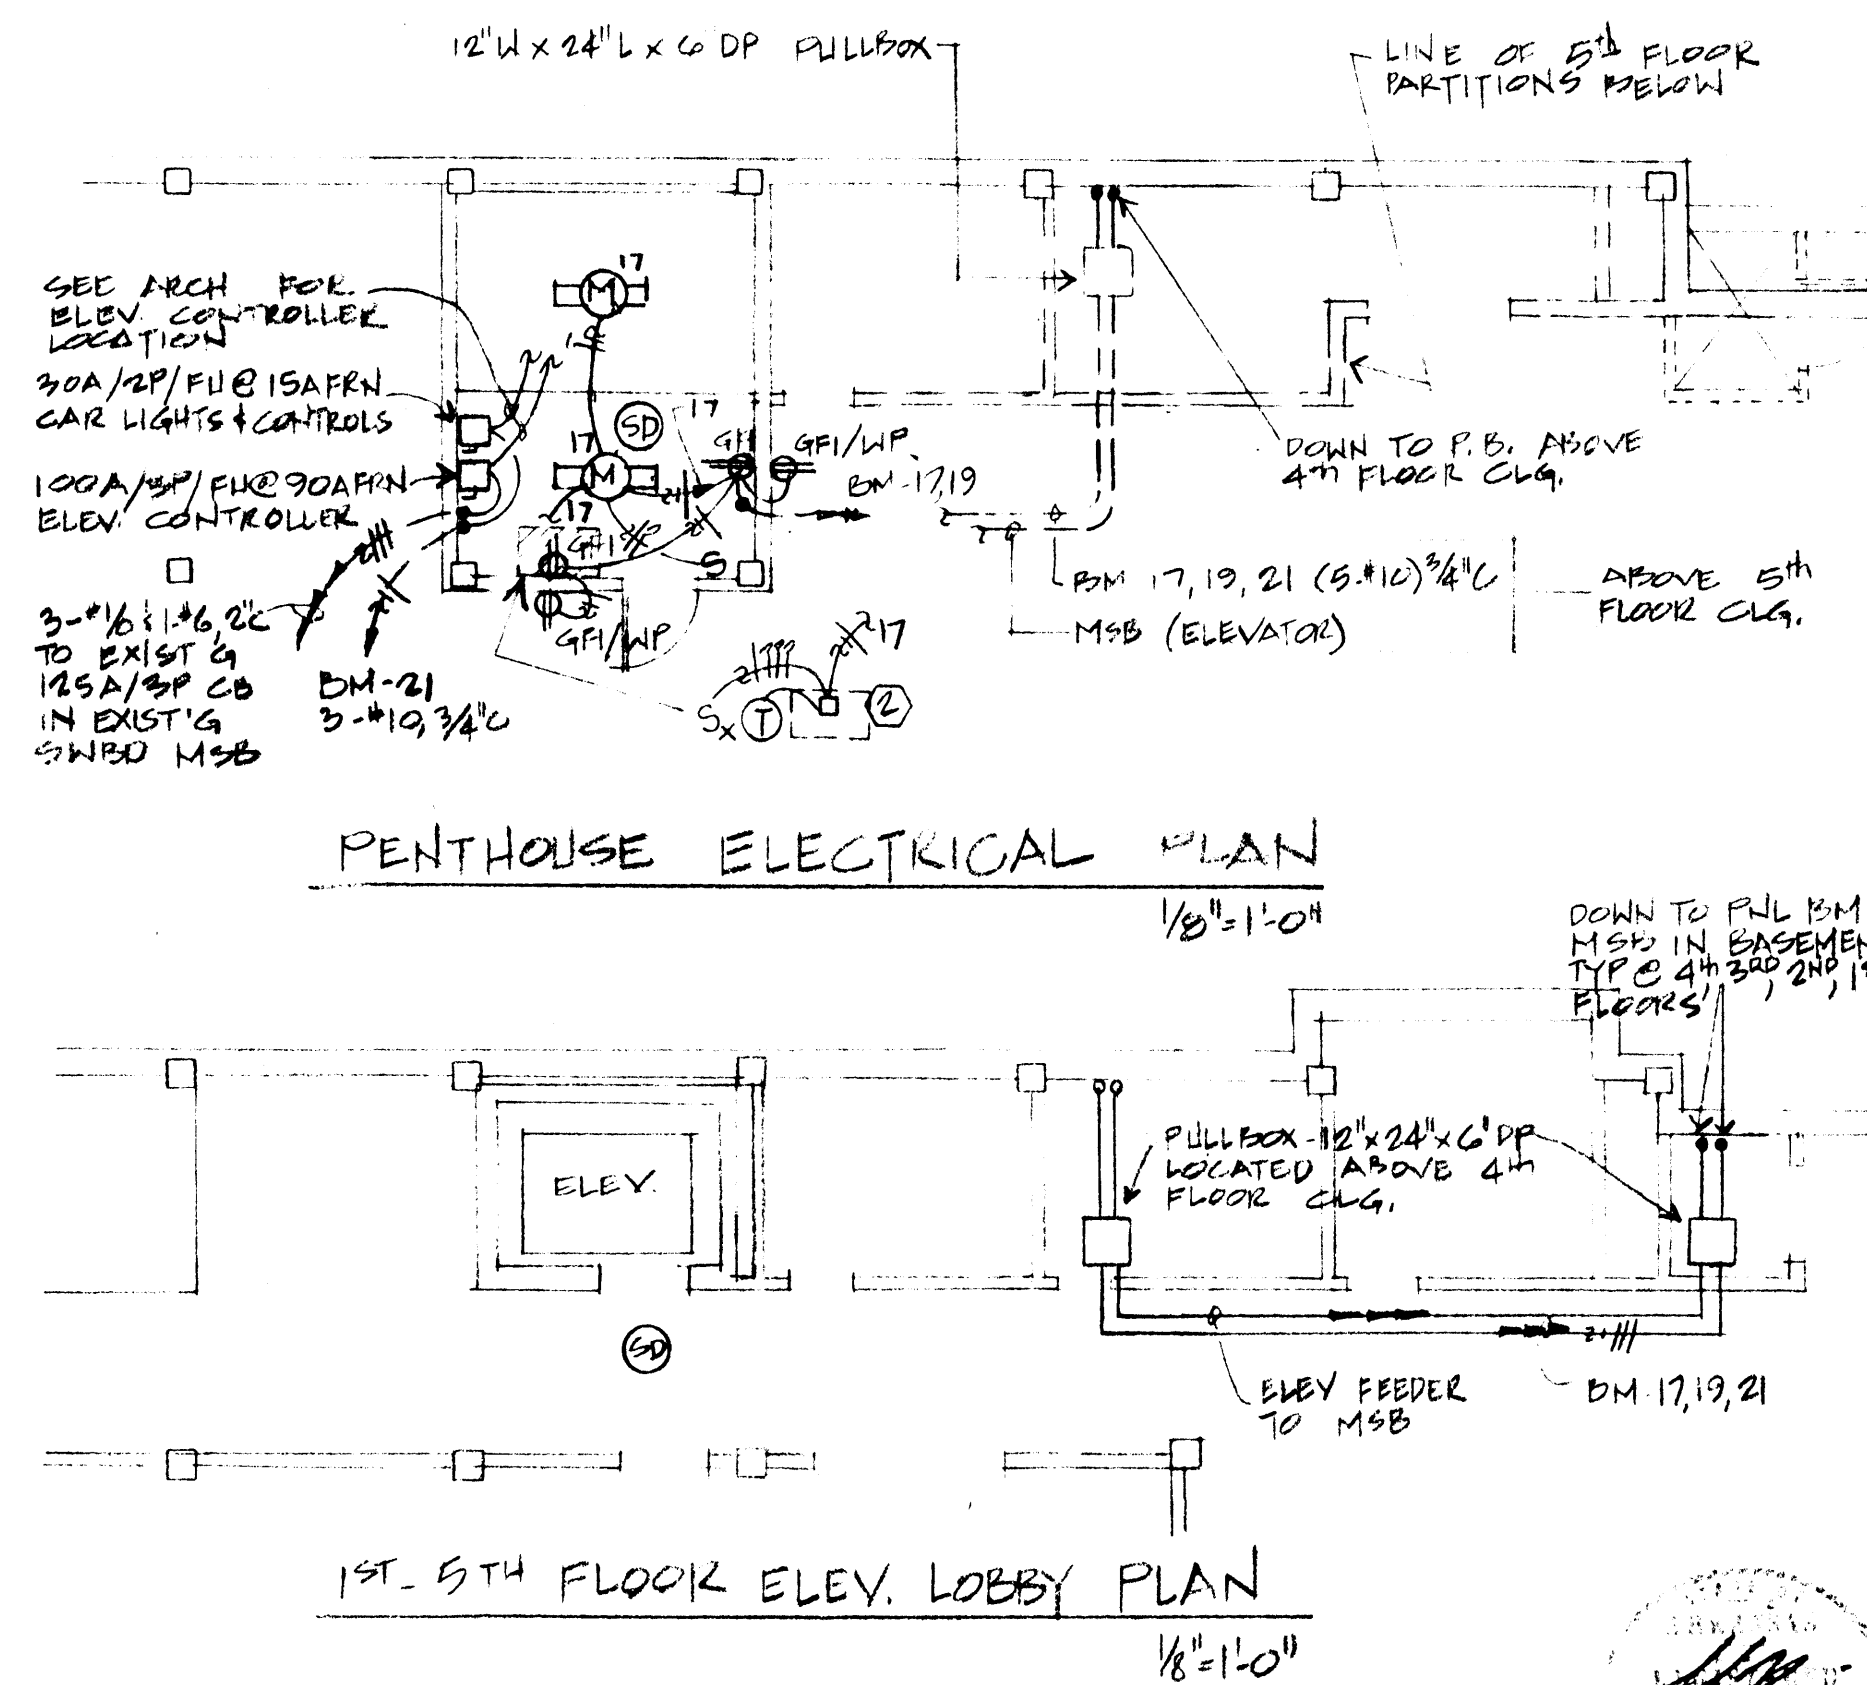 12"W x 24"L x 6 DP PULLBOX
LINE OF 5th FLOOR
PARTITIONS BELOW
SEE ARCH FOR
ELEV. CONTROLLER
LOCATION
30A/2P/FU@15AFRN
CAR LIGHTS & CONTROLS
100A/3P/FU@90AFRN
ELEV. CONTROLLER
17
M
SD
17
17
M
17
GFI
GFI/WP
BM-17,19
GFI
WP
S
GFI/WP
DOWN TO P.B. ABOVE
4th FLOOR CLG.
BM 17, 19, 21 (5-#10) 3/4"C
MSB (ELEVATOR)
ABOVE 5th
FLOOR CLG.
3-#1/0 & 1-#6, 2"C
TO EXIST'G
125A/3P CB
IN EXIST'G
SWBD MSB
BM-21
3-#10, 3/4"C
17
Sx T 2
PENTHOUSE ELECTRICAL PLAN
1/8"=1'-0"
DOWN TO PNL BM
MSB IN BASEMEN
TYP @ 4th, 3RD, 2ND, 1S
FLOORS
ELEV.
PULLBOX-12"x24"x6"DP
LOCATED ABOVE 4th
FLOOR CLG.
SD
ELEV FEEDER
TO MSB
BM-17,19,21
1ST-5TH FLOOR ELEV. LOBBY PLAN
1/8"=1'-0"
ARKANSAS